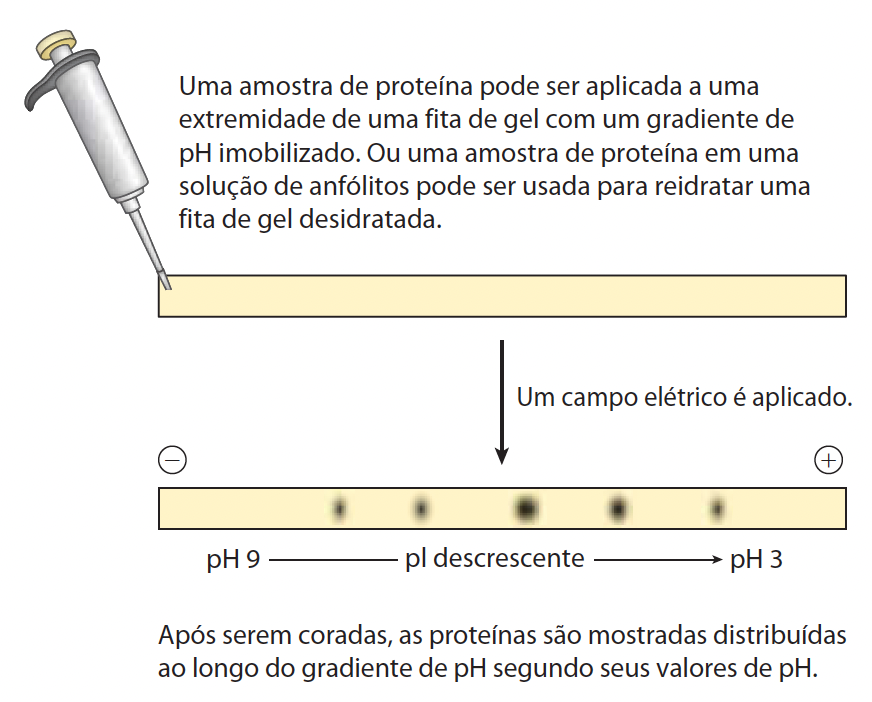 Uma amostra de proteína pode ser aplicada a uma
extremidade de uma fita de gel com um gradiente de
pH imobilizado. Ou uma amostra de proteína em uma
solução de anfólitos pode ser usada para reidratar uma
fita de gel desidratada.
Um campo elétrico é aplicado.
− +
pH 9 pI descrescente pH 3
Após serem coradas, as proteínas são mostradas distribuídas
ao longo do gradiente de pH segundo seus valores de pH.